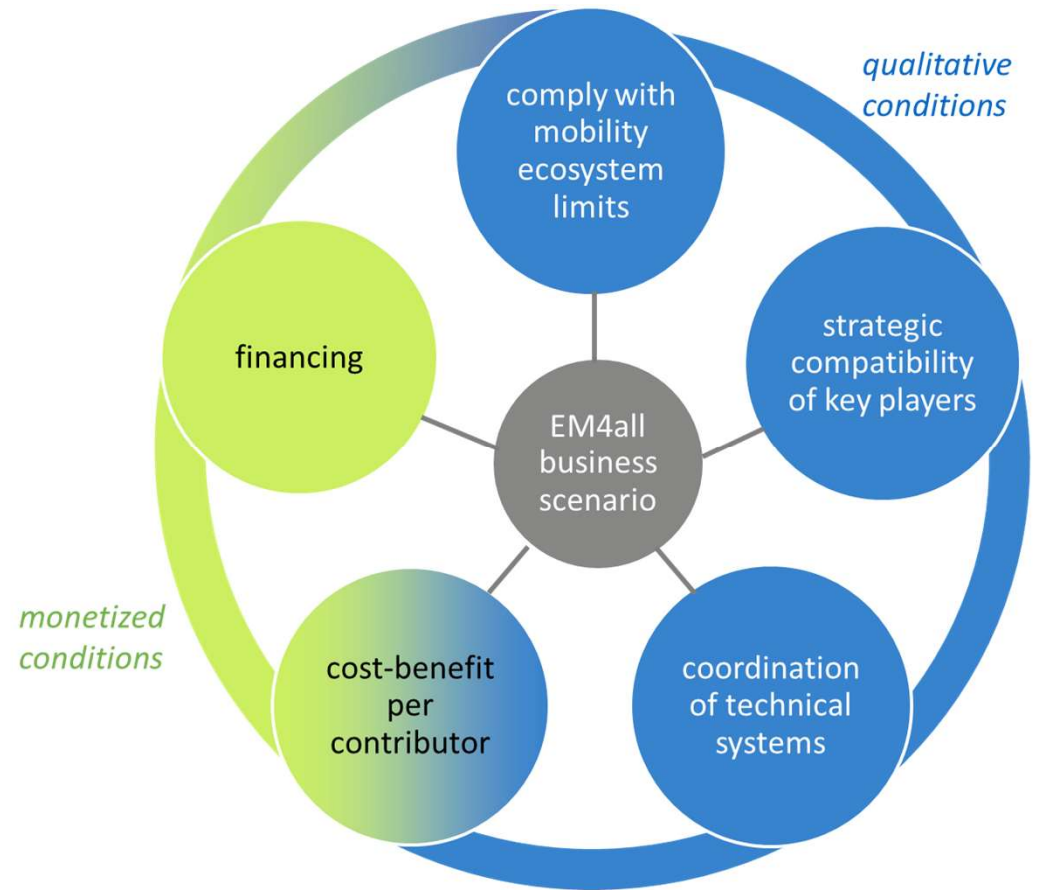 qualitative
conditions
comply with
mobility
ecosystem
limits
strategic
compatibility
of key players
financing
EM4all
business
scenario
monetized
conditions
cost-benefit
per
contributor
coordination
of technical
systems